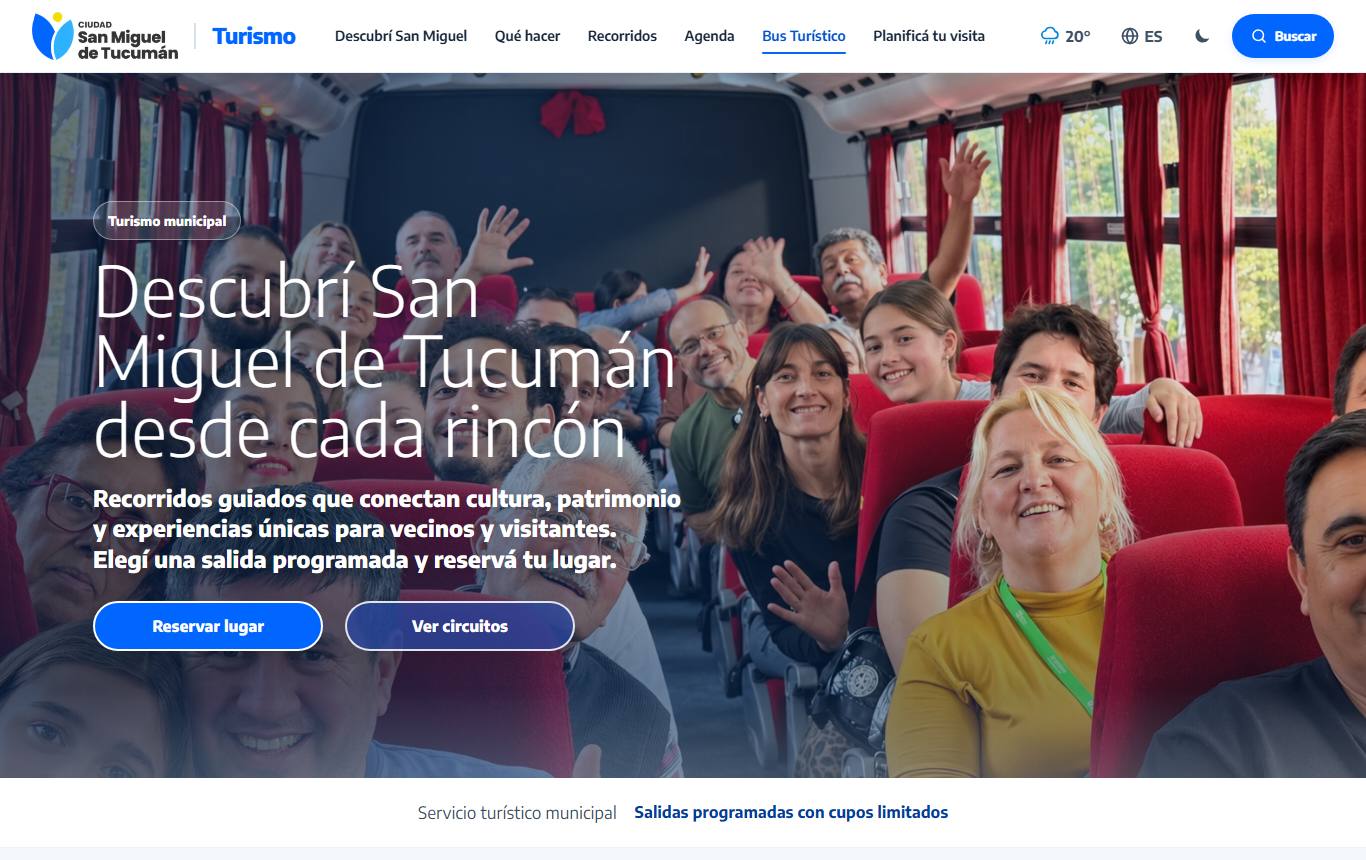 CIUDAD
San Miguel
de Tucumán
Turismo
Descubrí San Miguel
Qué hacer
Recorridos
Agenda
Bus Turístico
Planificá tu visita
20°
ES
Buscar
Turismo municipal
Descubrí San
Miguel de Tucumán
desde cada rincón
Recorridos guiados que conectan cultura, patrimonio
y experiencias únicas para vecinos y visitantes.
Elegí una salida programada y reservá tu lugar.
Reservar lugar
Ver circuitos
Servicio turístico municipal
Salidas programadas con cupos limitados